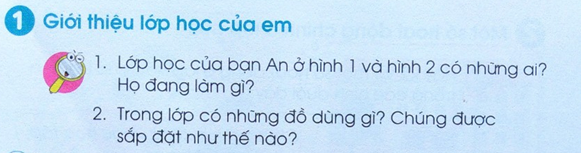 1 Giới thiệu lớp học của em
1. Lớp học của bạn An ở hình 1 và hình 2 có những ai?
Họ đang làm gì?
2. Trong lớp có những đồ dùng gì? Chúng được
sắp đặt như thế nào?